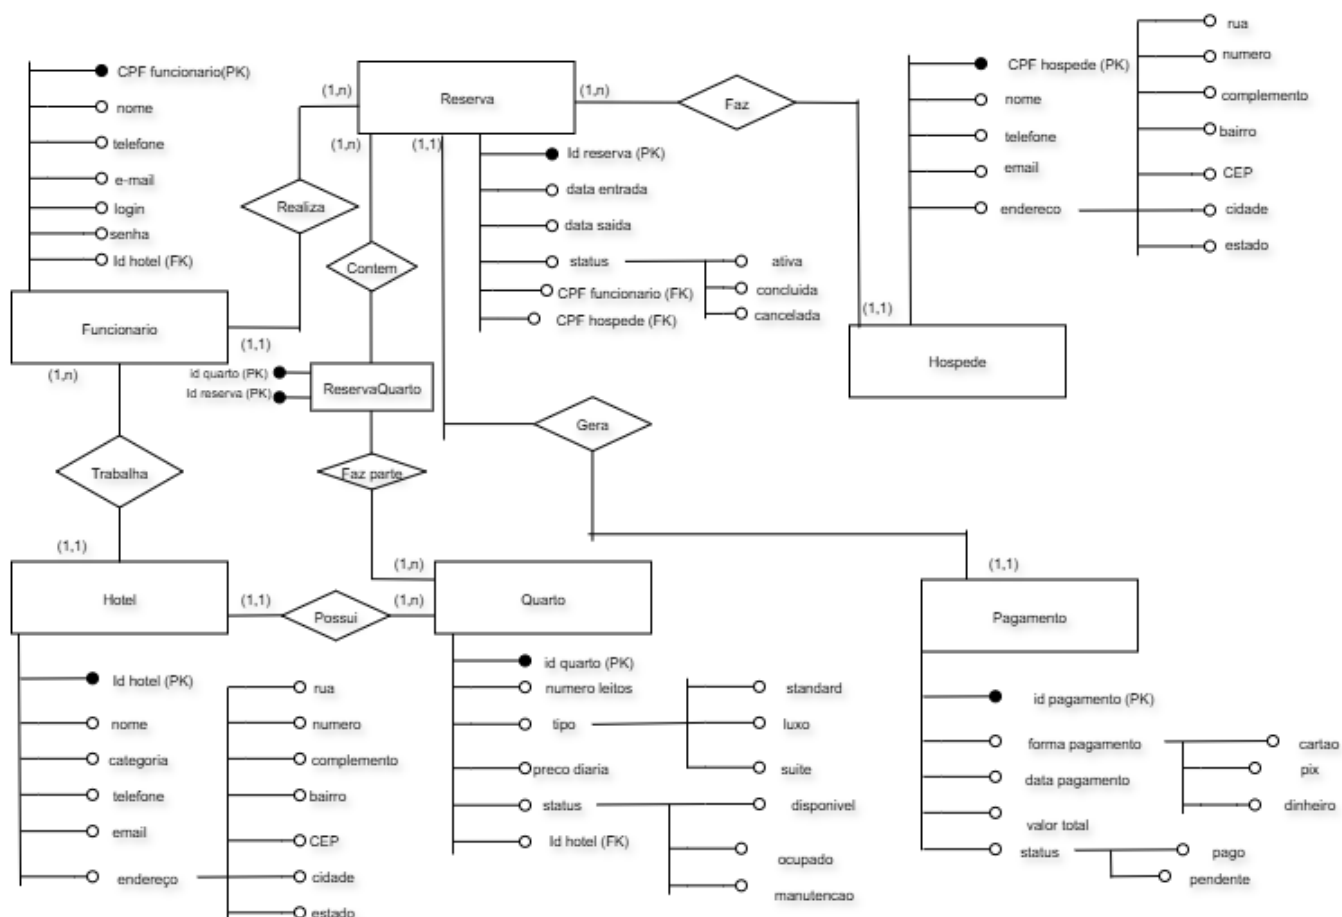 CPF funcionario(PK)
nome
telefone
e-mail
login
senha
Id hotel (FK)
Funcionario
(1,1)
(1,n)
Realiza
(1,n)
Reserva
(1,n)
(1,n)
(1,1)
Id reserva (PK)
data entrada
data saida
status
ativa
concluida
cancelada
CPF funcionario (FK)
CPF hospede (FK)
Faz
CPF hospede (PK)
nome
telefone
email
endereco
rua
numero
complemento
bairro
CEP
cidade
estado
(1,1)
Hospede
Contem
id quarto (PK)
Id reserva (PK)
ReservaQuarto
Faz parte
Gera
Trabalha
(1,1)
Hotel
(1,1)
Possui
(1,n)
(1,n)
Quarto
(1,1)
Pagamento
Id hotel (PK)
nome
categoria
telefone
email
endereço
rua
numero
complemento
bairro
CEP
cidade
estado
id quarto (PK)
numero leitos
tipo
standard
luxo
suite
preco diaria
status
disponivel
ocupado
manutencao
Id hotel (FK)
id pagamento (PK)
forma pagamento
cartao
pix
dinheiro
data pagamento
valor total
status
pago
pendente